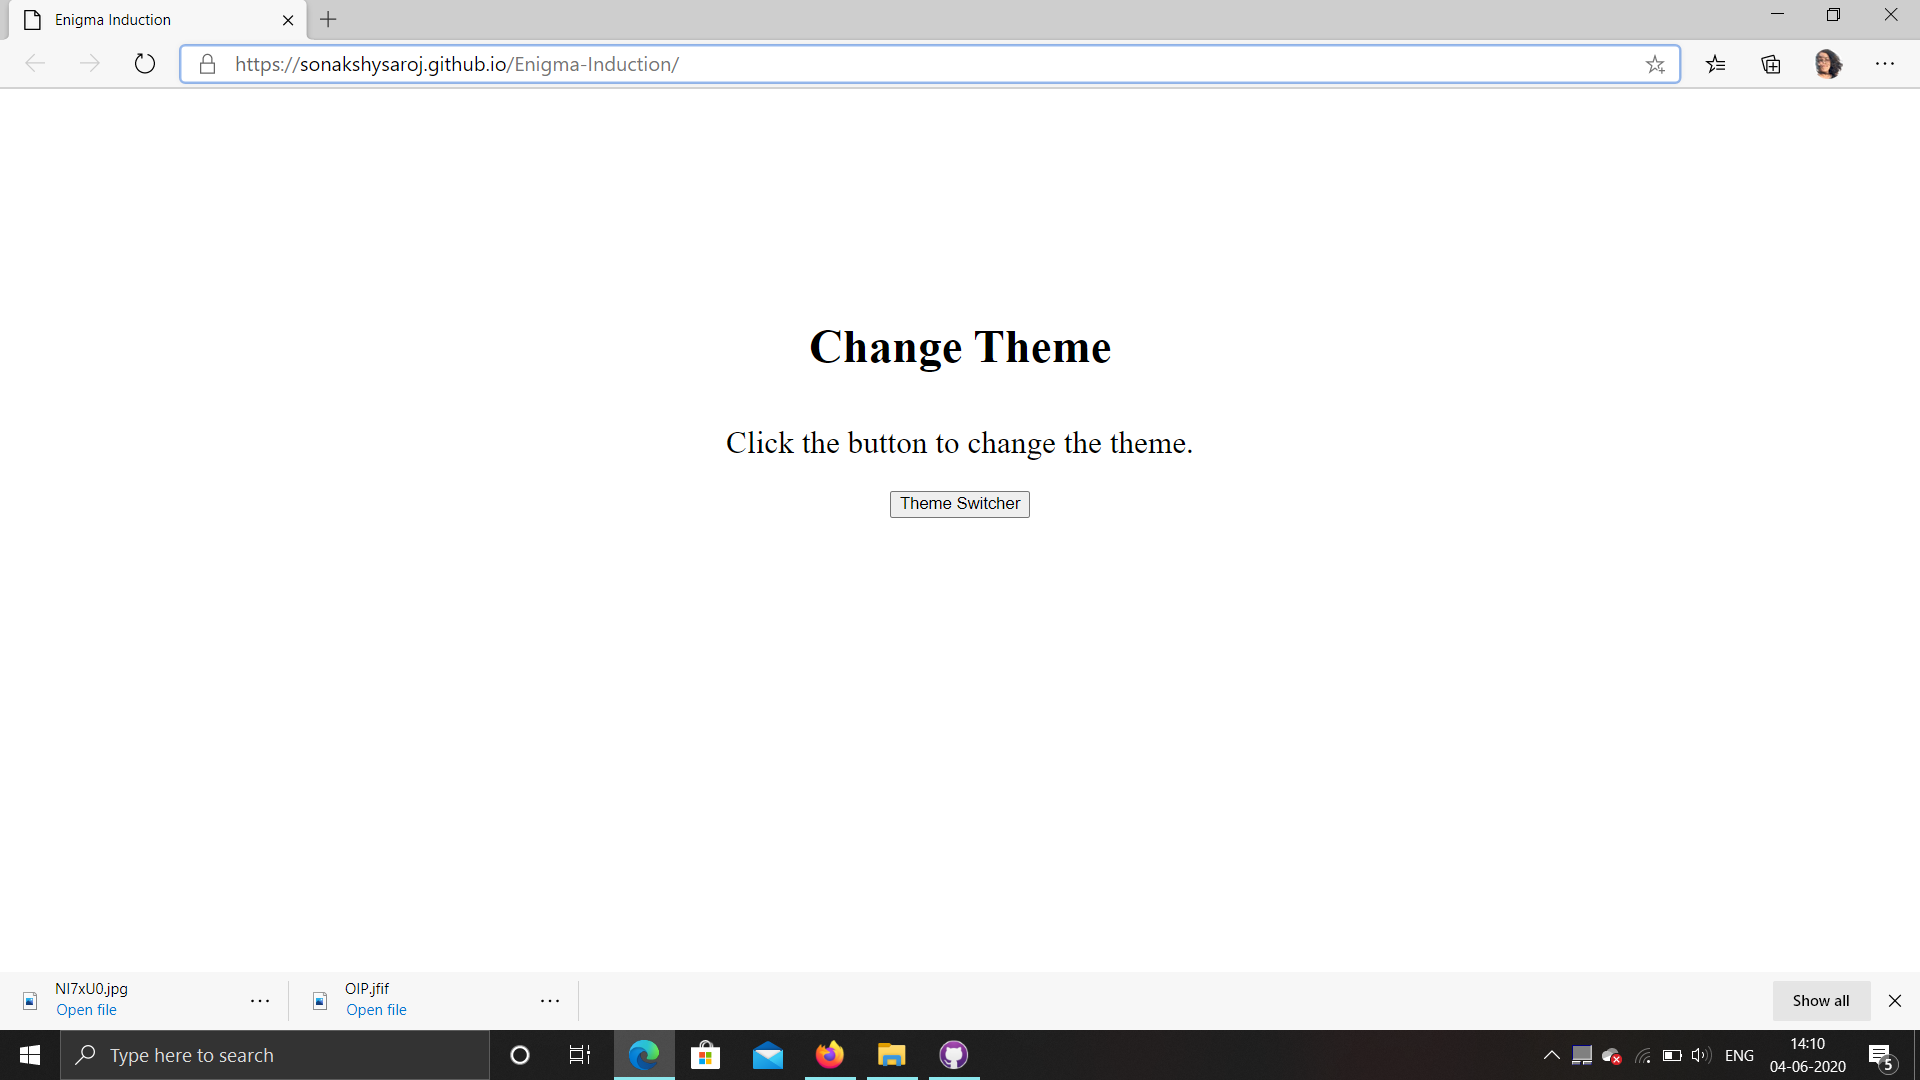 Enigma Induction
https://sonakshysaroj.github.io/Enigma-Induction/
Change Theme
Click the button to change the theme.
Theme Switcher
NI7xU0.jpg
Open file
OIP.jfif
Open file
Show all
Type here to search
ENG
14:10
04-06-2020
5